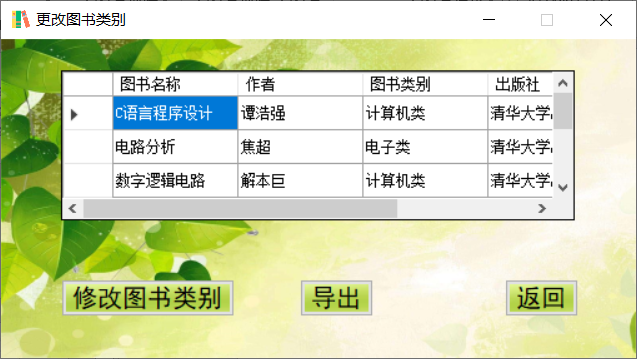 更改图书类别
图书名称 作者 图书类别 出版社
C语言程序设计 谭浩强 计算机类 清华大学
电路分析 焦超 电子类 清华大学
数字逻辑电路 解本巨 计算机类 清华大学
修改图书类别 导出 返回